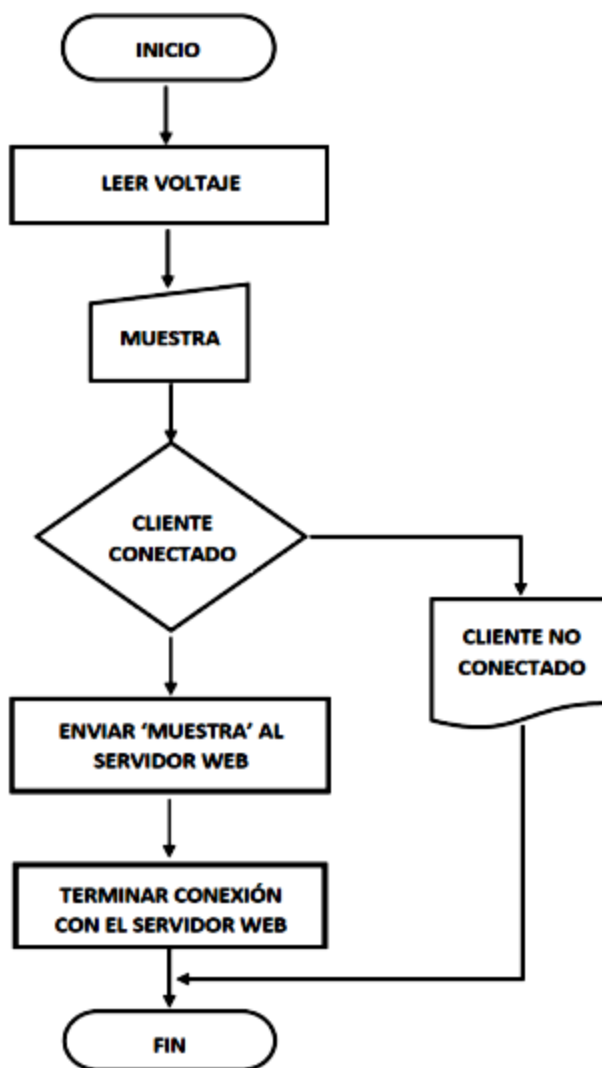 INICIO
LEER VOLTAJE
MUESTRA
CLIENTE
CONECTADO
CLIENTE NO
CONECTADO
ENVIAR ‘MUESTRA’ AL
SERVIDOR WEB
TERMINAR CONEXIÓN
CON EL SERVIDOR WEB
FIN